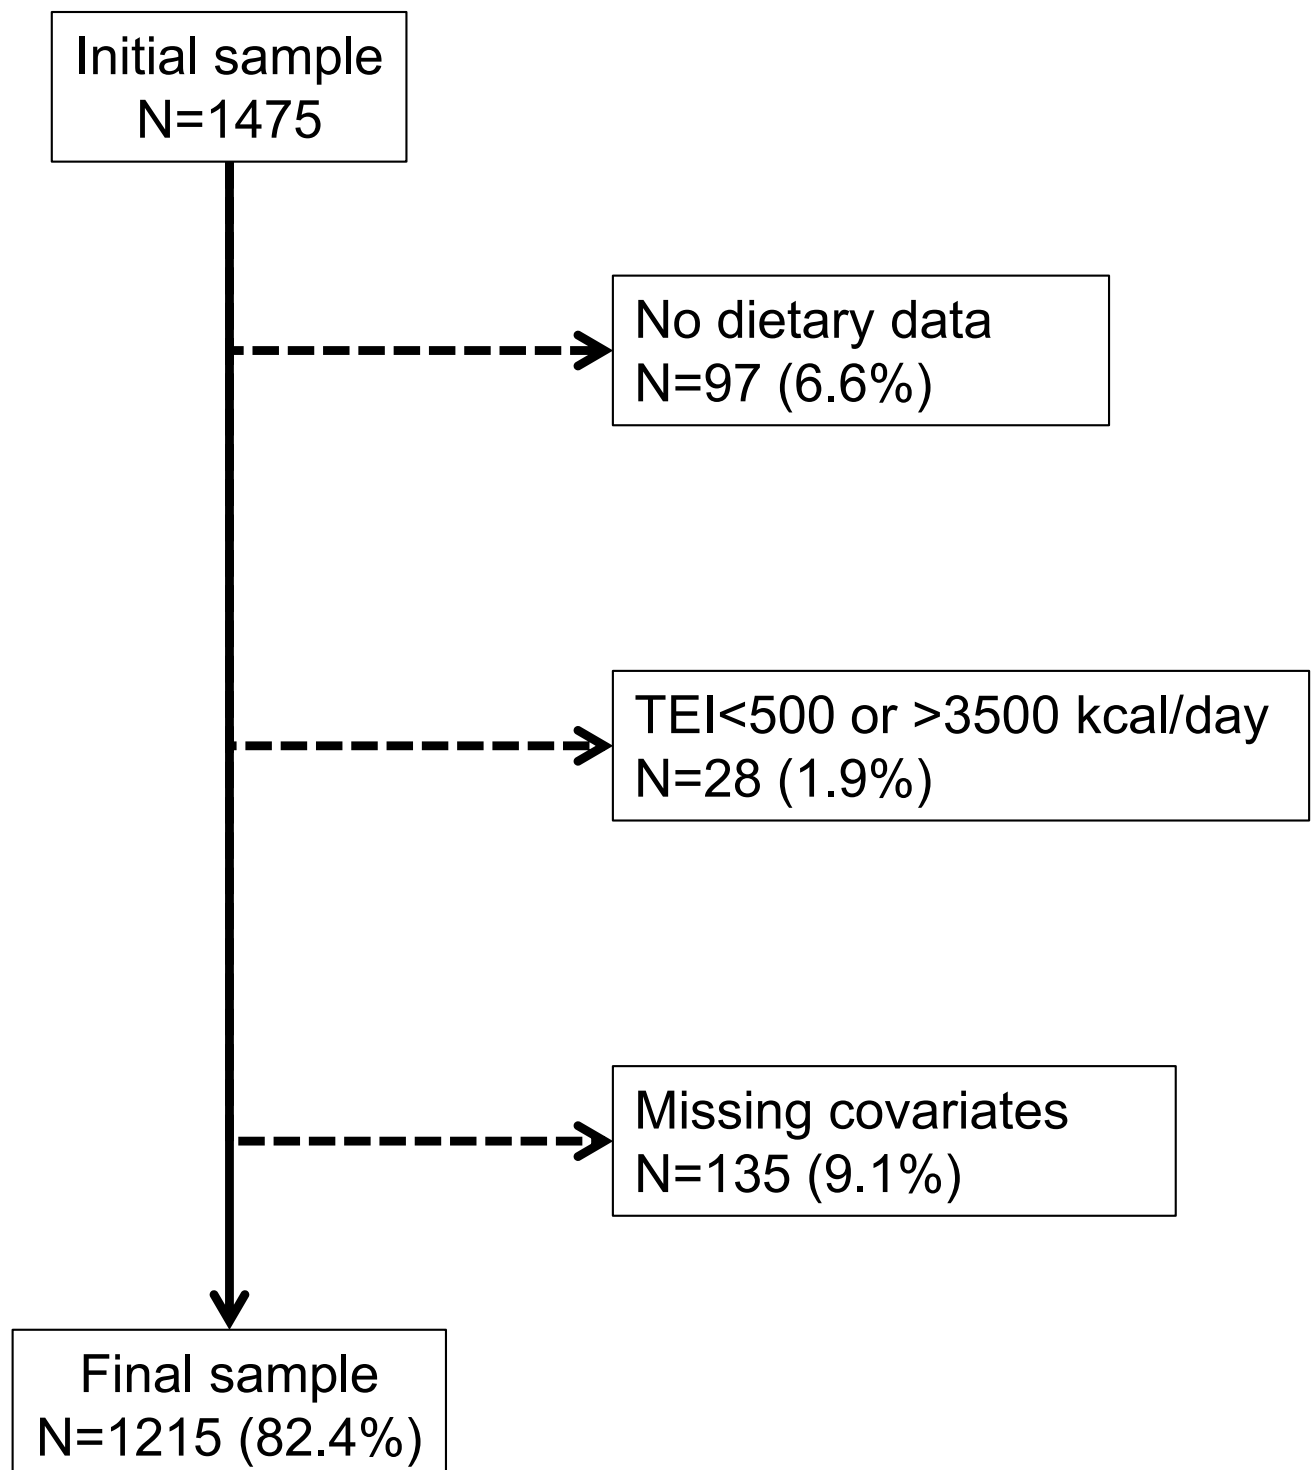 Initial sample
N=1475
No dietary data
N=97 (6.6%)
TEI<500 or >3500 kcal/day
N=28 (1.9%)
Missing covariates
N=135 (9.1%)
Final sample
N=1215 (82.4%)